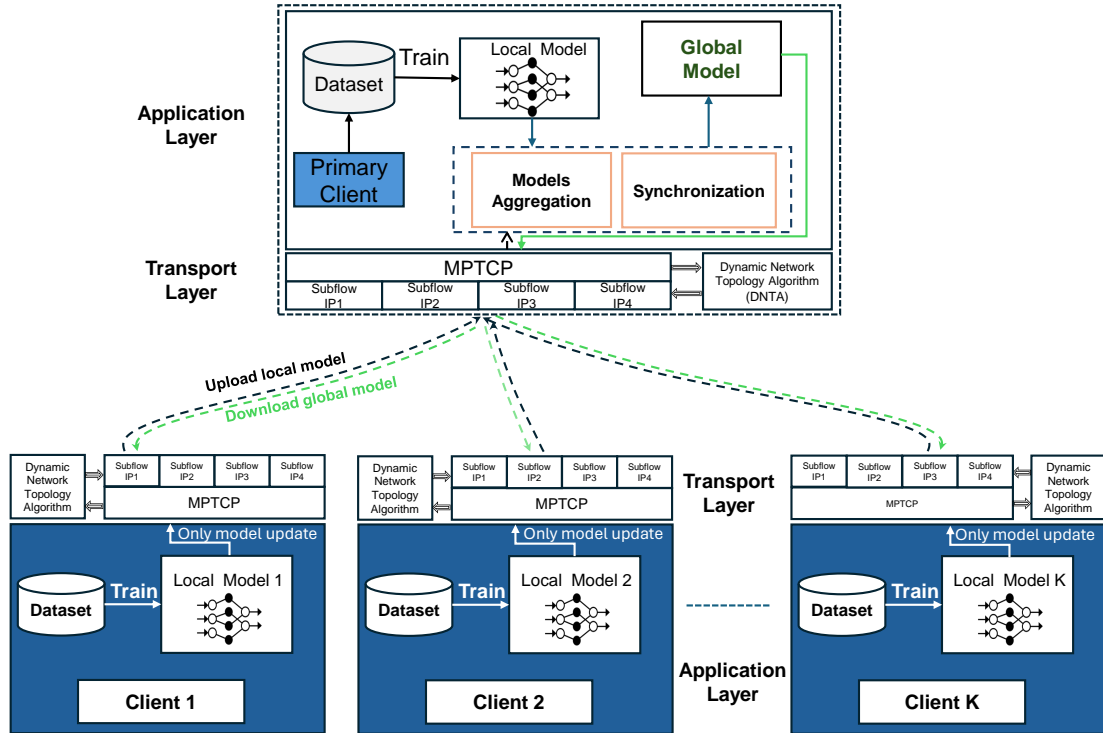 Application
Layer
Dataset
Train
Local Model
Global
Model
Primary
Client
Models
Aggregation
Synchronization
Transport
Layer
MPTCP
Subflow
IP1
Subflow
IP2
Subflow
IP3
Subflow
IP4
Dynamic Network
Topology Algorithm
(DNTA)
Upload local model
Download global model
Dynamic
Network
Topology
Algorithm
Subflow
IP1
Subflow
IP2
Subflow
IP3
Subflow
IP4
MPTCP
Only model update
Dataset
Train
Local Model 1
Client 1
Dynamic
Network
Topology
Algorithm
Subflow
IP1
Subflow
IP2
Subflow
IP3
Subflow
IP4
MPTCP
Only model update
Dataset
Train
Local Model 2
Client 2
Transport
Layer
Application
Layer
Subflow
IP1
Subflow
IP2
Subflow
IP3
Subflow
IP4
MPTCP
Dynamic
Network
Topology
Algorithm
Only model update
Dataset
Train
Local Model K
Client K